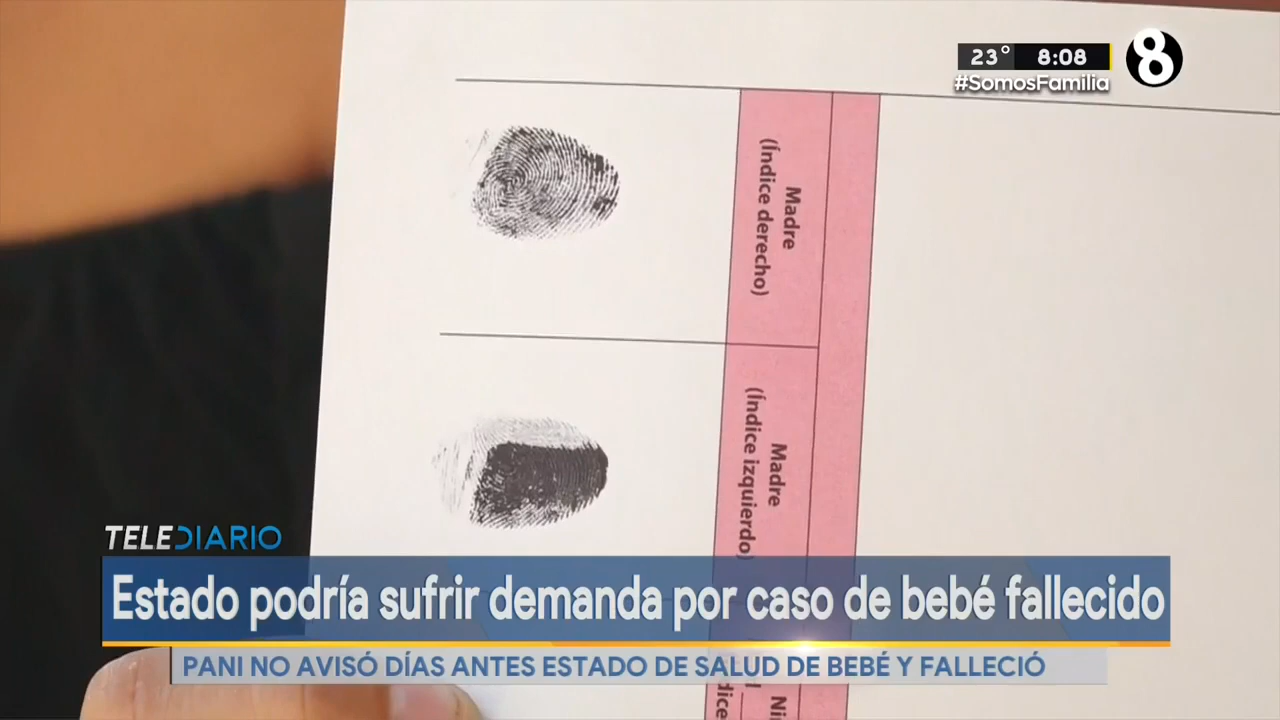 23° 8:08
8
#SomosFamilia
Madre
(Índice derecho)
Madre
(Índice izquierdo)
TELEDIARIO
Estado podría sufrir demanda por caso de bebé fallecido
PANI NO AVISÓ DÍAS ANTES ESTADO DE SALUD DE BEBÉ Y FALLECIÓ